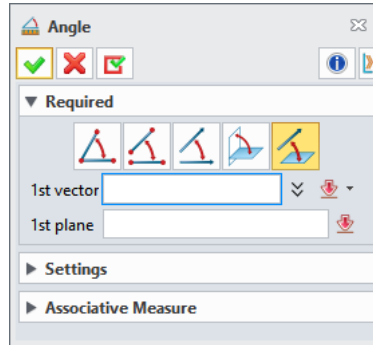 Angle
Required
1st vector
1st plane
Settings
Associative Measure